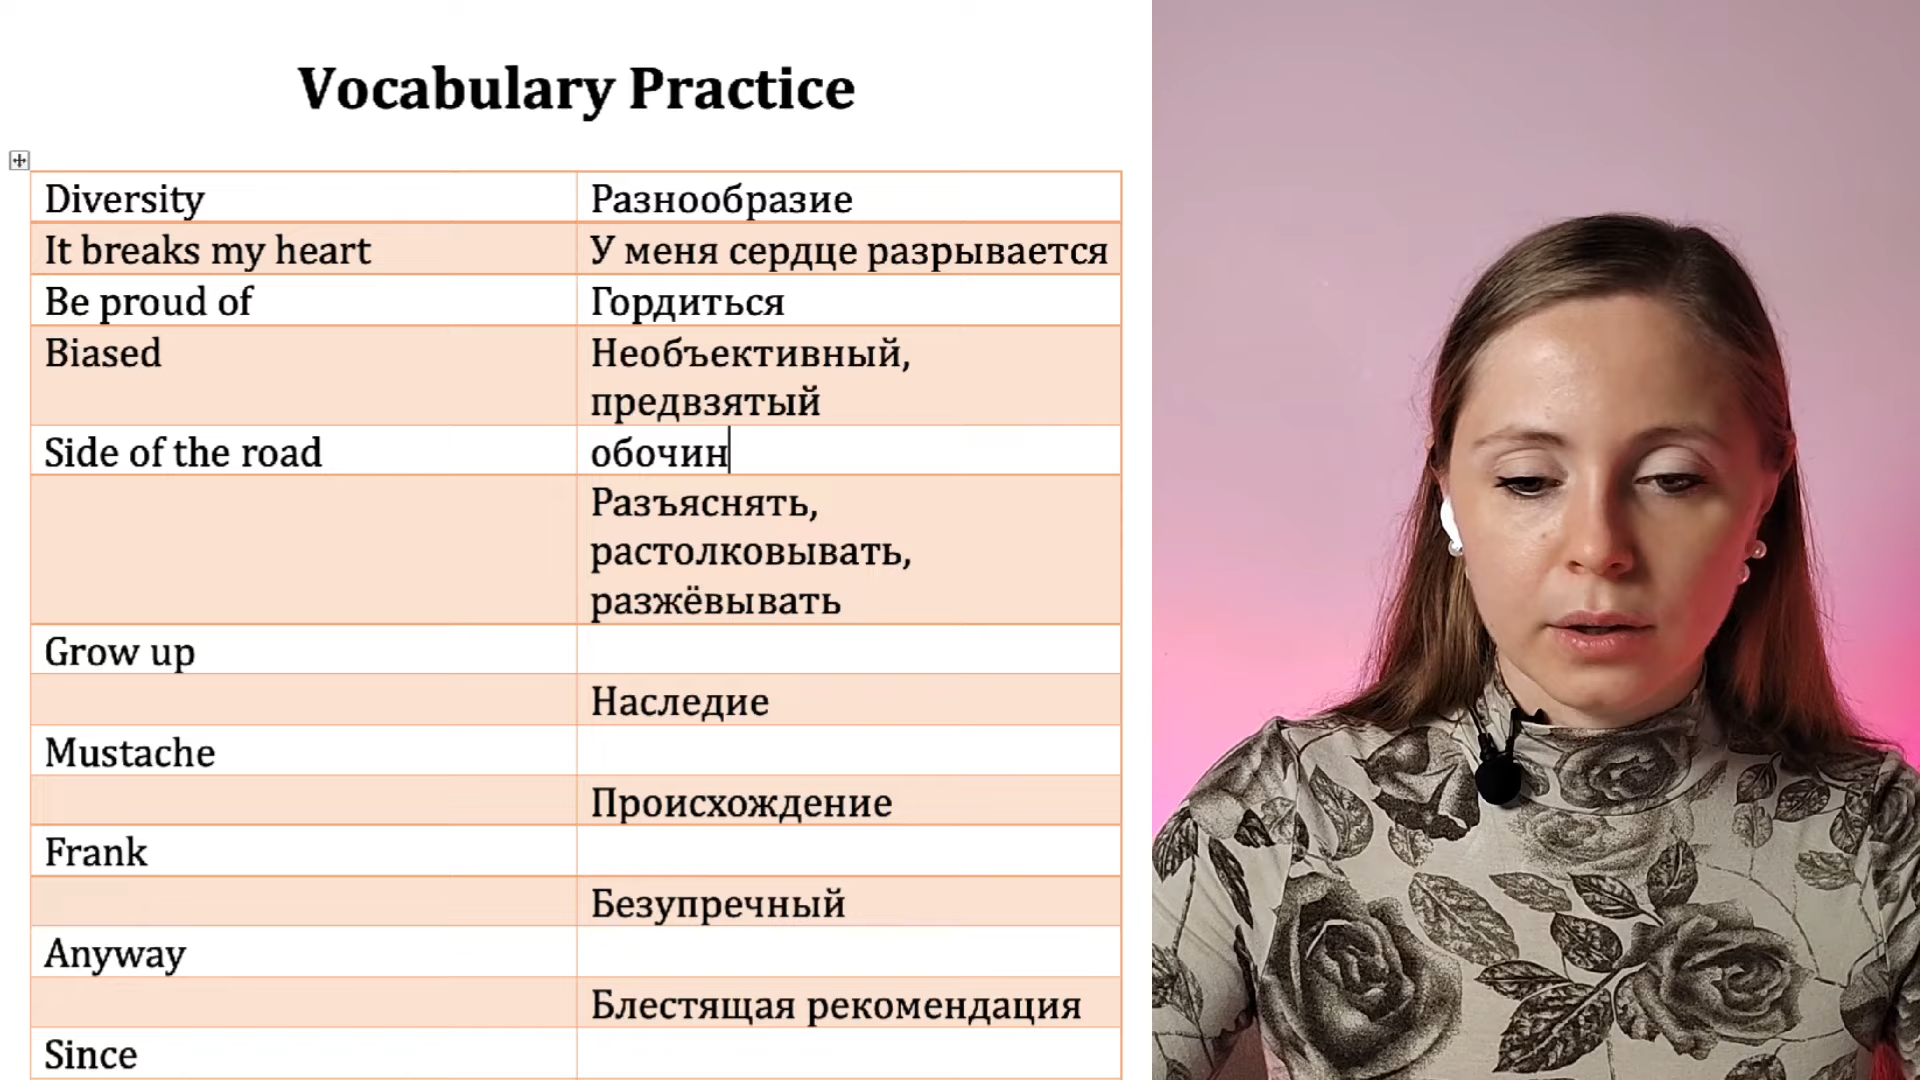 Vocabulary Practice
Diversity
Разнообразие
It breaks my heart
У меня сердце разрывается
Be proud of
Гордиться
Biased
Необъективный,
предвзятый
Side of the road
обочин
Разъяснять,
растолковывать,
разжёвывать
Grow up
Наследие
Mustache
Происхождение
Frank
Безупречный
Anyway
Блестящая рекомендация
Since